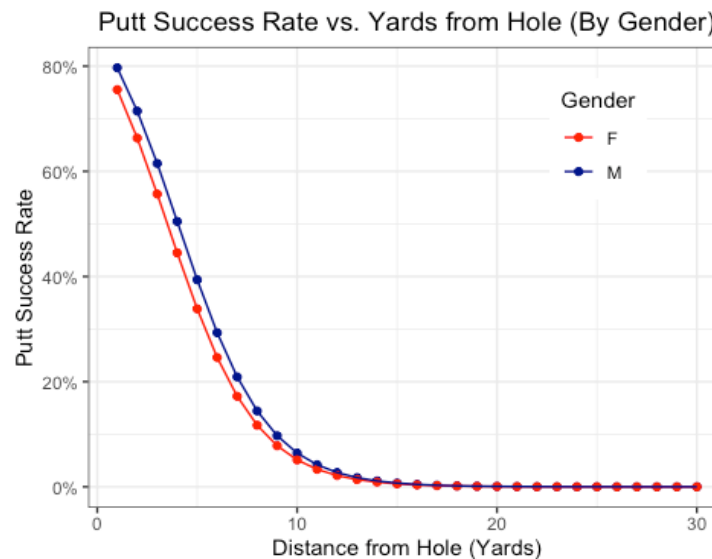 Putt Success Rate vs. Yards from Hole (By Gender)
80%
60%
40%
20%
0%
Putt Success Rate
Gender
F
M
0 10 20 30
Distance from Hole (Yards)